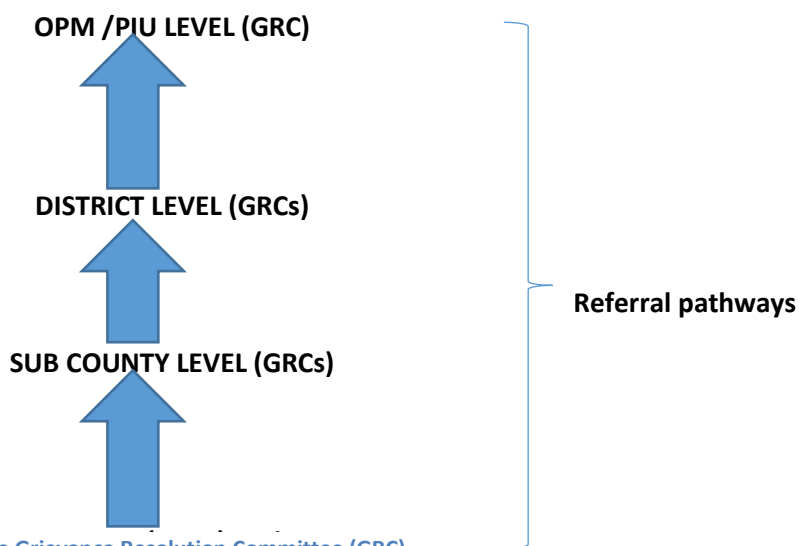 OPM /PIU LEVEL (GRC)
DISTRICT LEVEL (GRCs)
Referral pathways
SUB COUNTY LEVEL (GRCs)
Grievance Resolution Committee (GRC)